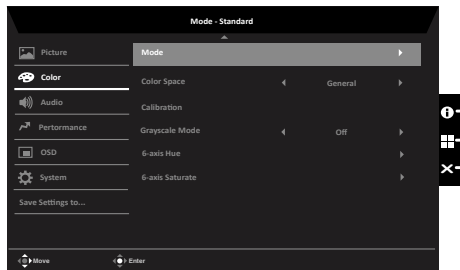 Mode - Standard
Picture
Mode
Color
Color Space
General
Audio
Calibration
Pertormance
Grayscale Mode
Off
OSD
6-axis Hue
System
6-axis Saturate
Save Settings to...
Move
Enter